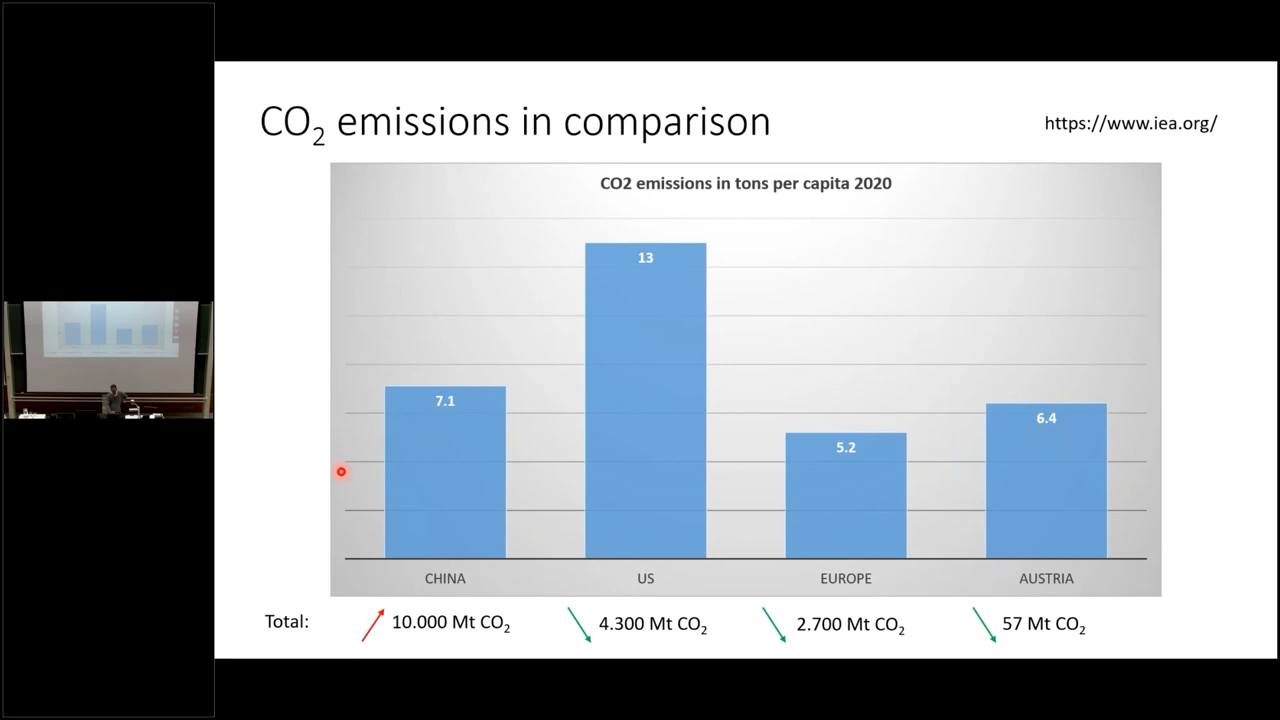 CO₂ emissions in comparison
https://www.iea.org/
CO2 emissions in tons per capita 2020
13
7.1
6.4
5.2
CHINA US EUROPE AUSTRIA
Total: 10.000 Mt CO₂ 4.300 Mt CO₂ 2.700 Mt CO₂ 57 Mt CO₂